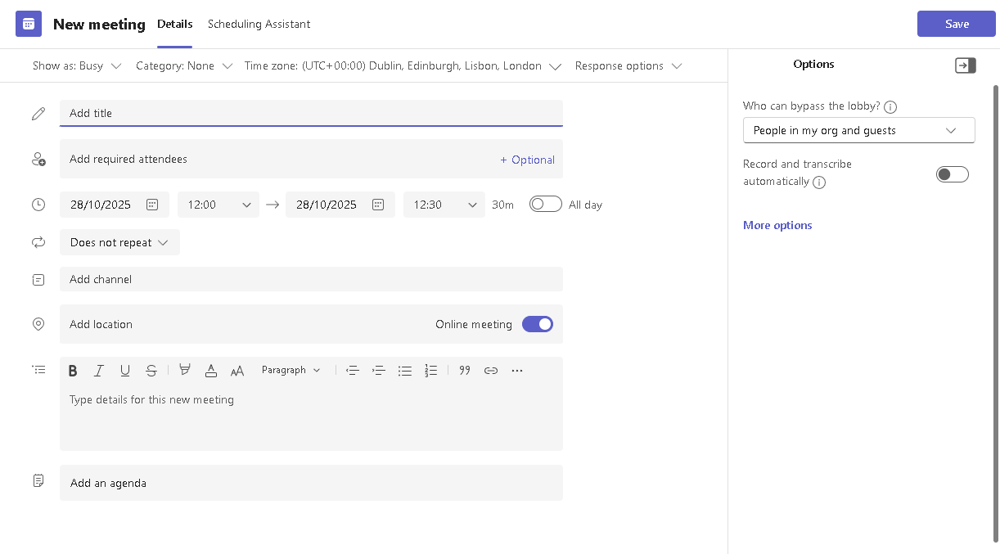 New meeting Details Scheduling Assistant Save
Show as: Busy Category: None Time zone: (UTC+00:00) Dublin, Edinburgh, Lisbon, London Response options
Options
Add title
Who can bypass the lobby?
People in my org and guests
Add required attendees + Optional
Record and transcribe
automatically
28/10/2025 12:00 28/10/2025 12:30 30m All day
More options
Does not repeat
Add channel
Add location Online meeting
Paragraph
Type details for this new meeting
Add an agenda